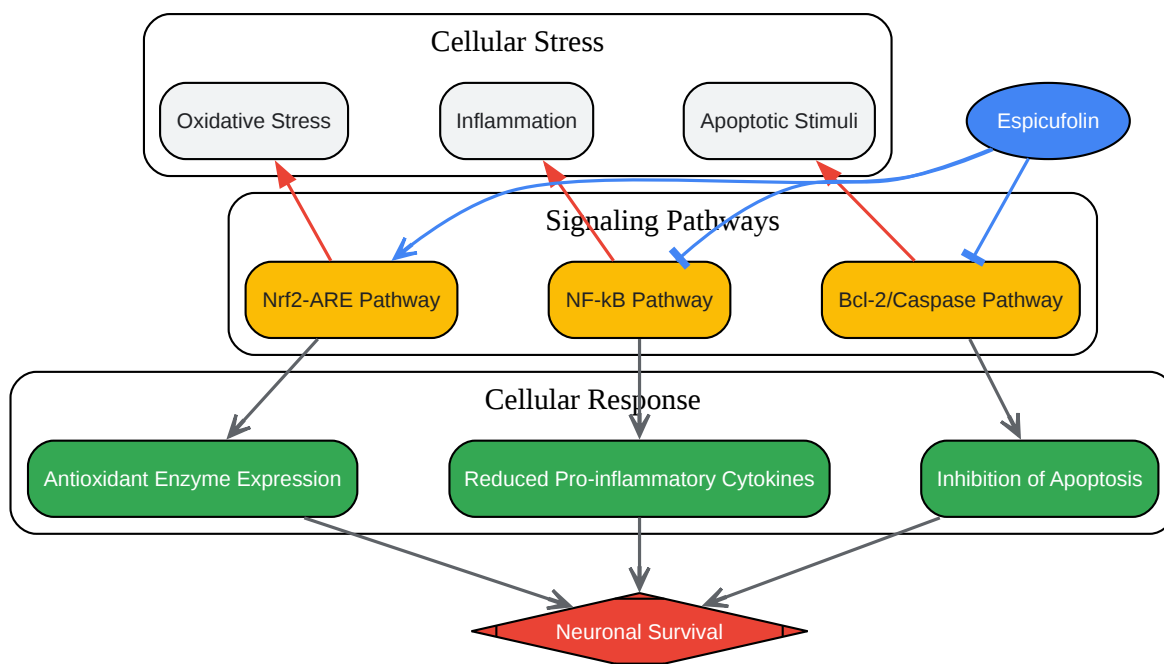 Cellular Stress
Oxidative Stress
Inflammation
Apoptotic Stimuli
Espicufolin
Signaling Pathways
Nrf2-ARE Pathway
NF-kB Pathway
Bcl-2/Caspase Pathway
Cellular Response
Antioxidant Enzyme Expression
Reduced Pro-inflammatory Cytokines
Inhibition of Apoptosis
Neuronal Survival